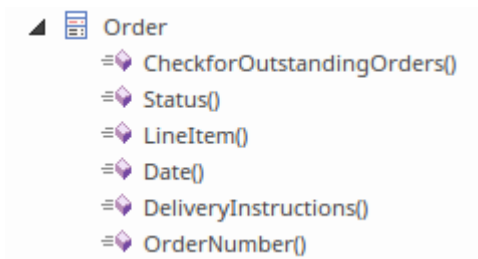 Order
CheckforOutstandingOrders()
Status()
LineItem()
Date()
DeliveryInstructions()
OrderNumber()